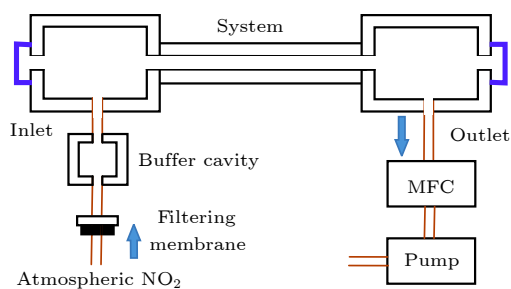 System
Inlet
Outlet
Buffer cavity
MFC
Filtering
membrane
Pump
Atmospheric NO₂